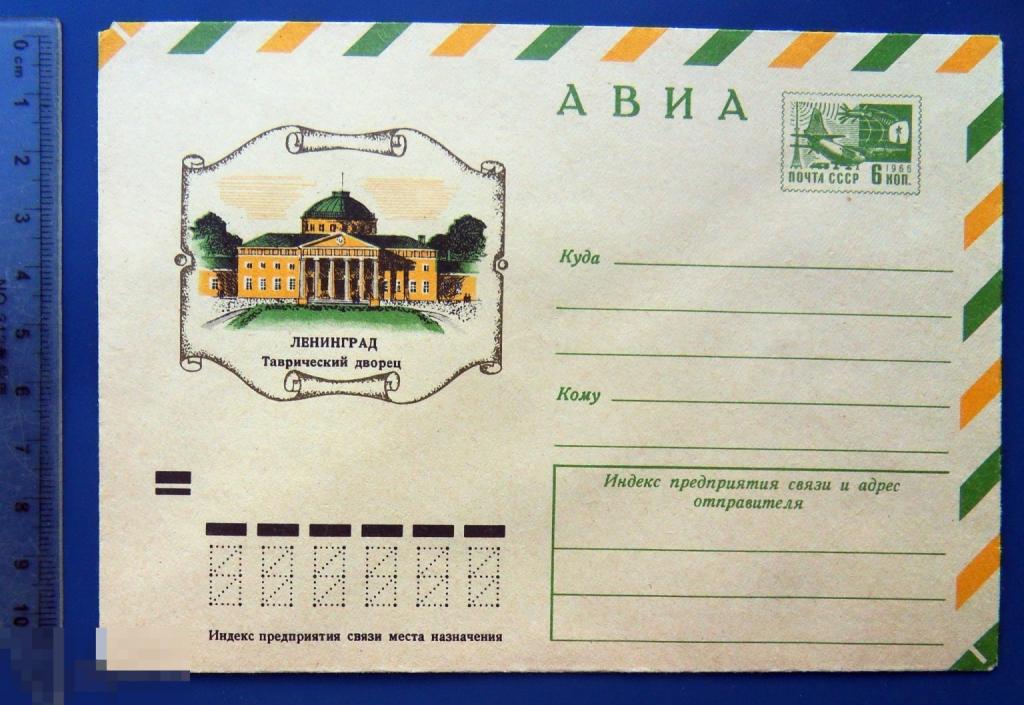 АВИА
1966
ПОЧТА СССР 6 КОП.
Куда
Кому
ЛЕНИНГРАД
Таврический дворец
Индекс предприятия связи и адрес
отправителя
Индекс предприятия связи места назначения
0 cm
1
2
3
4
5
6
7
8
9
10